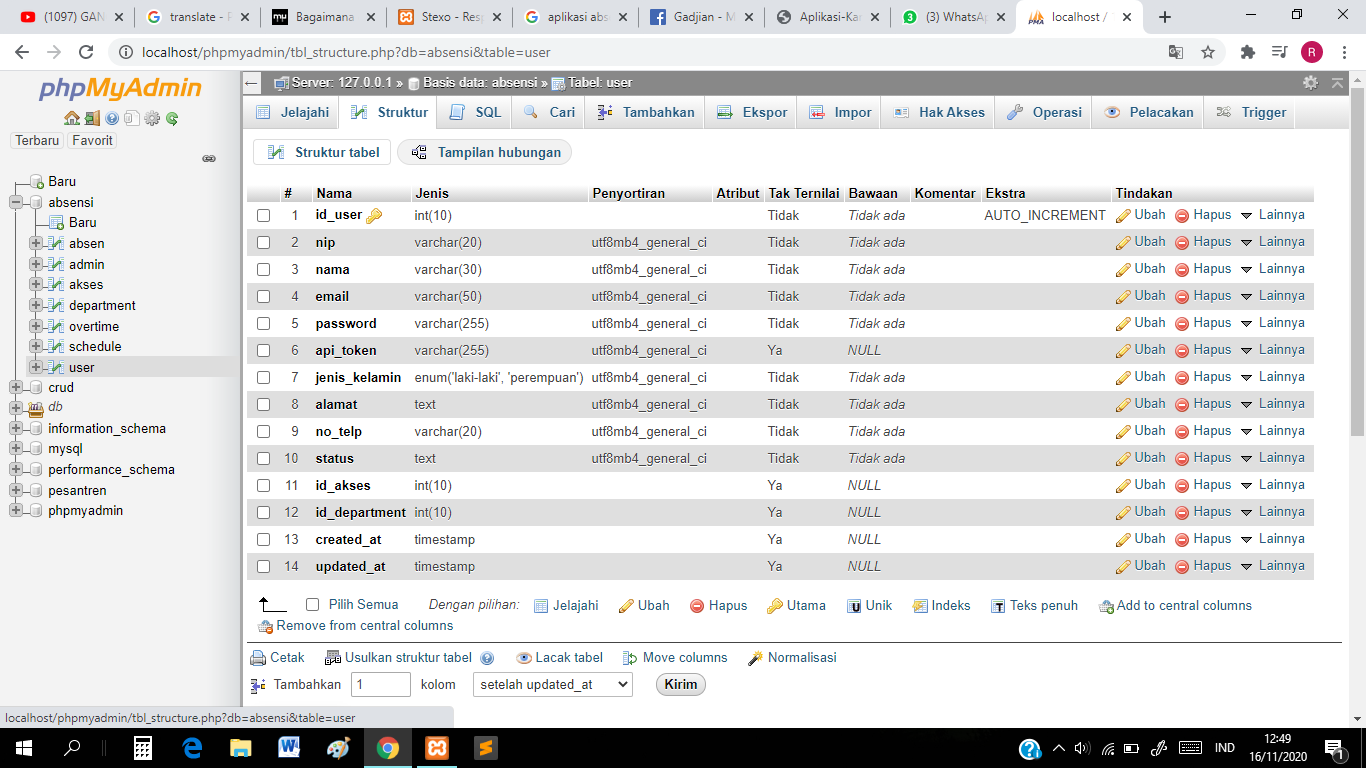 (1097) GAN
translate - P
Bagaimana
Stexo - Resp
aplikasi abs
Gadjian - M
Aplikasi-Kar
(3) WhatsAp
localhost /
localhost/phpmyadmin/tbl_structure.php?db=absensi&table=user
R
phpMyAdmin
Terbaru Favorit
Baru
absensi
Baru
absen
admin
akses
department
overtime
schedule
user
crud
db
information_schema
mysql
performance_schema
pesantren
phpmyadmin
Server: 127.0.0.1 » Basis data: absensi » Tabel: user
Jelajahi Struktur SQL Cari Tambahkan Ekspor Impor Hak Akses Operasi Pelacakan Trigger
Struktur tabel Tampilan hubungan
# Nama Jenis Penyortiran Atribut Tak Ternilai Bawaan Komentar Ekstra Tindakan
1 id_user int(10) Tidak Tidak ada AUTO_INCREMENT Ubah Hapus Lainnya
2 nip varchar(20) utf8mb4_general_ci Tidak Tidak ada Ubah Hapus Lainnya
3 nama varchar(30) utf8mb4_general_ci Tidak Tidak ada Ubah Hapus Lainnya
4 email varchar(50) utf8mb4_general_ci Tidak Tidak ada Ubah Hapus Lainnya
5 password varchar(255) utf8mb4_general_ci Tidak Tidak ada Ubah Hapus Lainnya
6 api_token varchar(255) utf8mb4_general_ci Ya NULL Ubah Hapus Lainnya
7 jenis_kelamin enum('laki-laki', 'perempuan') utf8mb4_general_ci Tidak Tidak ada Ubah Hapus Lainnya
8 alamat text utf8mb4_general_ci Tidak Tidak ada Ubah Hapus Lainnya
9 no_telp varchar(20) utf8mb4_general_ci Tidak Tidak ada Ubah Hapus Lainnya
10 status text utf8mb4_general_ci Tidak Tidak ada Ubah Hapus Lainnya
11 id_akses int(10) Ya NULL Ubah Hapus Lainnya
12 id_department int(10) Ya NULL Ubah Hapus Lainnya
13 created_at timestamp Ya NULL Ubah Hapus Lainnya
14 updated_at timestamp Ya NULL Ubah Hapus Lainnya
Pilih Semua Dengan pilihan: Jelajahi Ubah Hapus Utama Unik Indeks Teks penuh Add to central columns
Remove from central columns
Cetak Usulkan struktur tabel Lacak tabel Move columns Normalisasi
Tambahkan 1 kolom setelah updated_at Kirim
localhost/phpmyadmin/tbl_structure.php?db=absensi&table=user
IND
12:49
16/11/2020
1